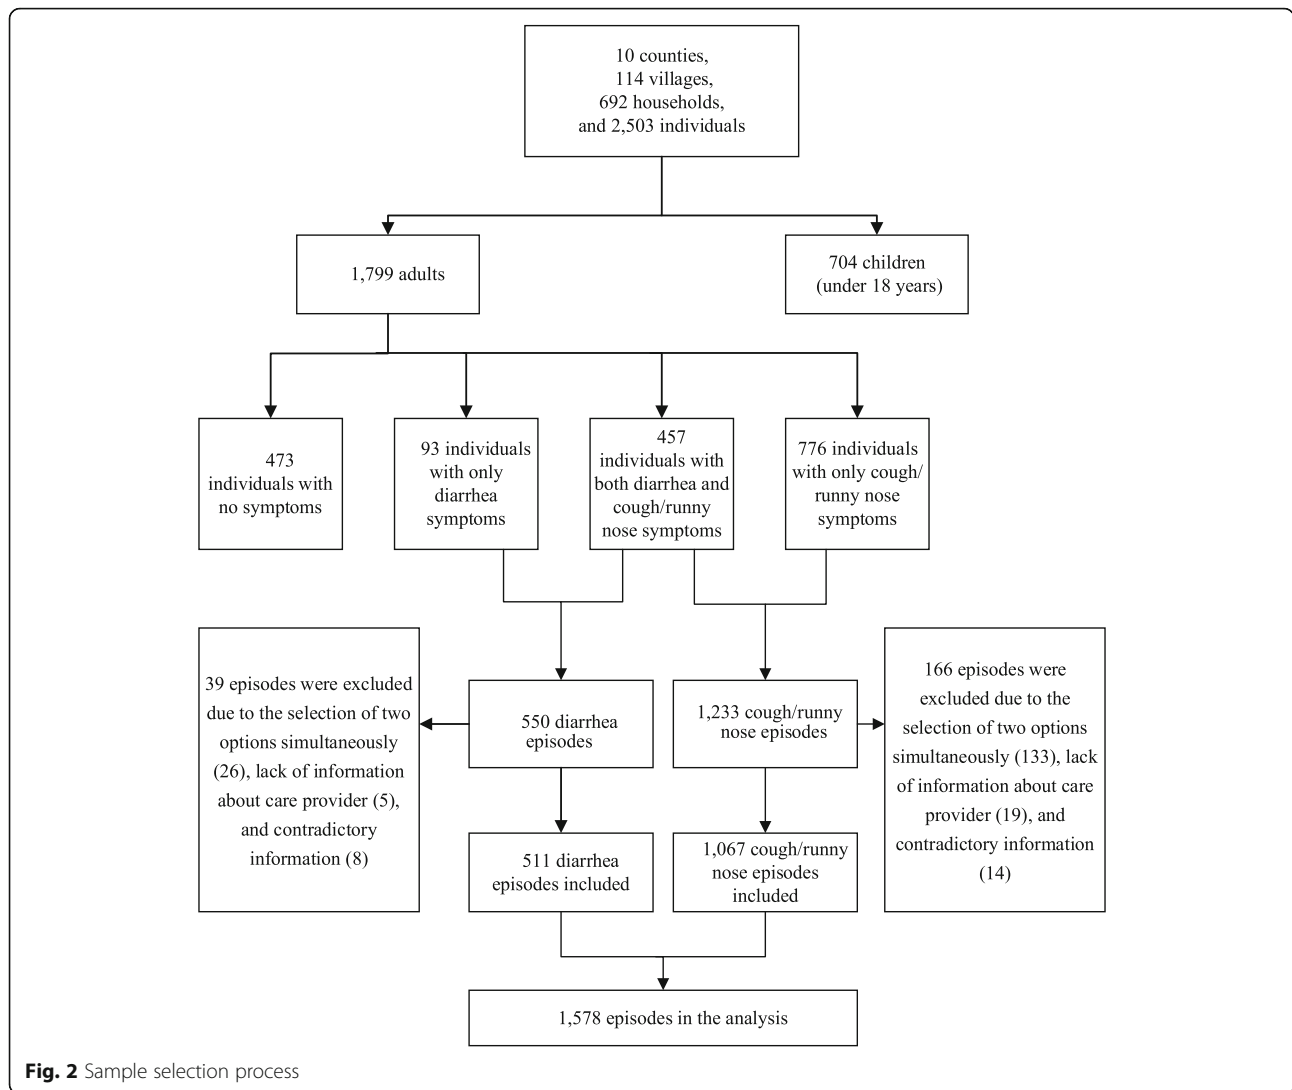 10 counties,
114 villages,
692 households,
and 2,503 individuals
1,799 adults
704 children
(under 18 years)
473
individuals with
no symptoms
93 individuals
with only
diarrhea
symptoms
457
individuals with
both diarrhea and
cough/runny
nose symptoms
776 individuals
with only cough/
runny nose
symptoms
39 episodes were excluded
due to the selection of two
options simultaneously
(26), lack of information
about care provider (5),
and contradictory
information (8)
550 diarrhea
episodes
1,233 cough/runny
nose episodes
166 episodes were
excluded due to the
selection of two options
simultaneously (133), lack
of information about care
provider (19), and
contradictory information
(14)
511 diarrhea
episodes included
1,067 cough/runny
nose episodes
included
1,578 episodes in the analysis
Fig. 2 Sample selection process